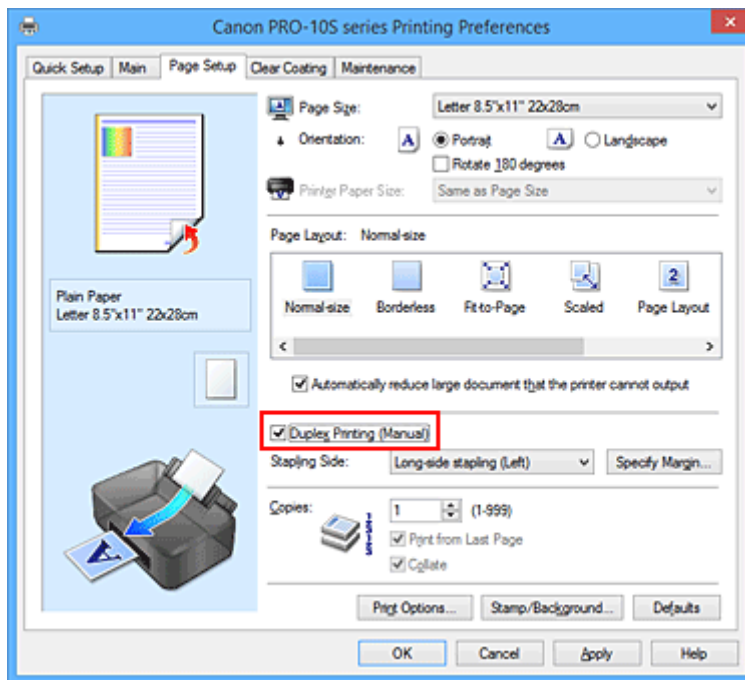 Canon PRO-10S series Printing Preferences
Quick Setup Main Page Setup Clear Coating Maintenance
Page Size: Letter 8.5"x11" 22x28cm
Orientation: A Portrait A Landscape
Rotate 180 degrees
Printer Paper Size: Same as Page Size
Page Layout: Normal-size
2
Normal-size Borderless Fit-to-Page Scaled Page Layout
Plain Paper
Letter 8.5"x11" 22x28cm
Automatically reduce large document that the printer cannot output
Duplex Printing (Manual)
Stapling Side: Long-side stapling (Left) Specify Margin...
Copies: 1 (1-999)
Print from Last Page
Collate
A
Print Options... Stamp/Background... Defaults
OK Cancel Apply Help